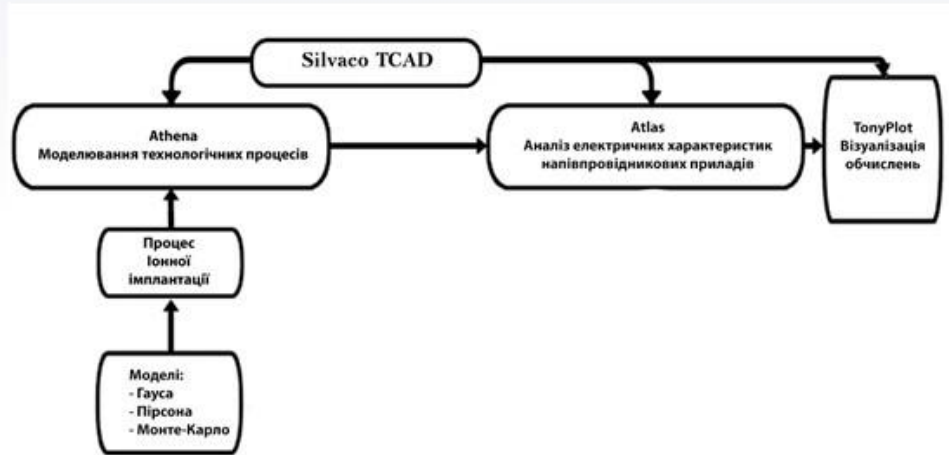 Silvaco TCAD
Athena
Моделювання технологічних процесів
Atlas
Аналіз електричних характеристик
напівпровідникових приладів
TonyPlot
Візуалізація
обчислень
Процес
Іонної
імплантації
Моделі:
- Гауса
- Пірсона
- Монте-Карло